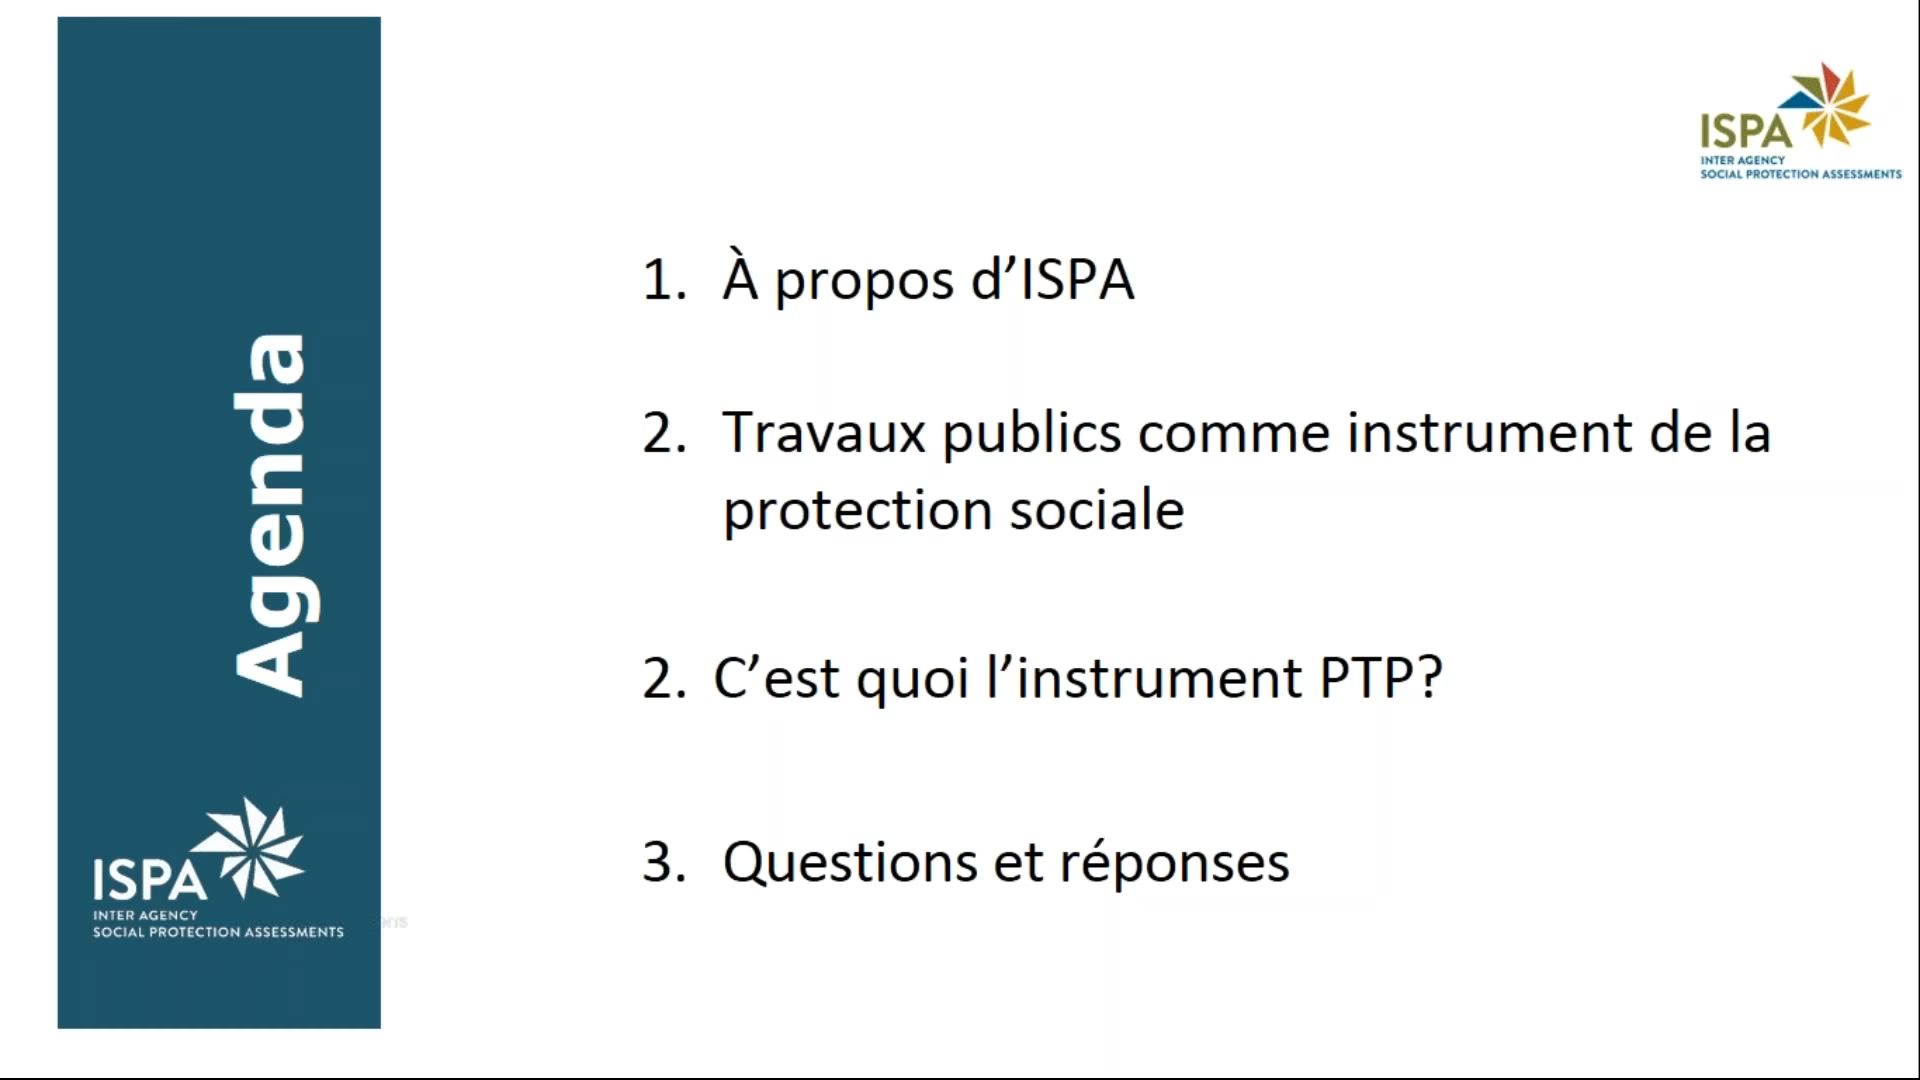 Agenda
ISPA
INTER AGENCY
SOCIAL PROTECTION ASSESSMENTS
ISPA
INTER AGENCY
SOCIAL PROTECTION ASSESSMENTS
1. À propos d’ISPA
2. Travaux publics comme instrument de la
protection sociale
2. C’est quoi l’instrument PTP?
3. Questions et réponses